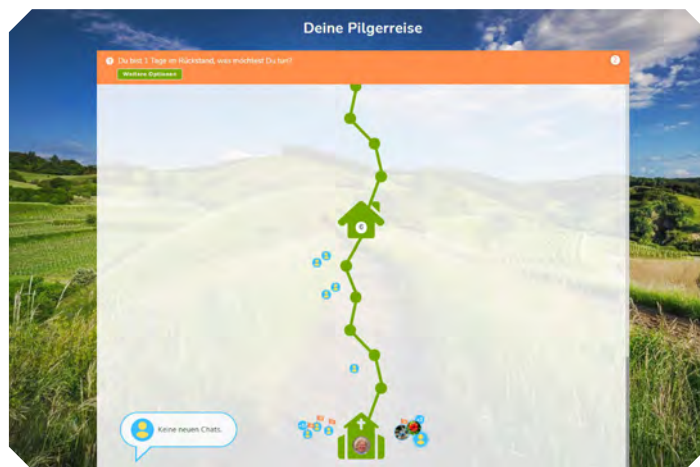 Deine Pilgerreise
Du bist 1 Tage im Rückstand, was möchtest Du tun?
Weitere Optionen
Keine neuen Chats.